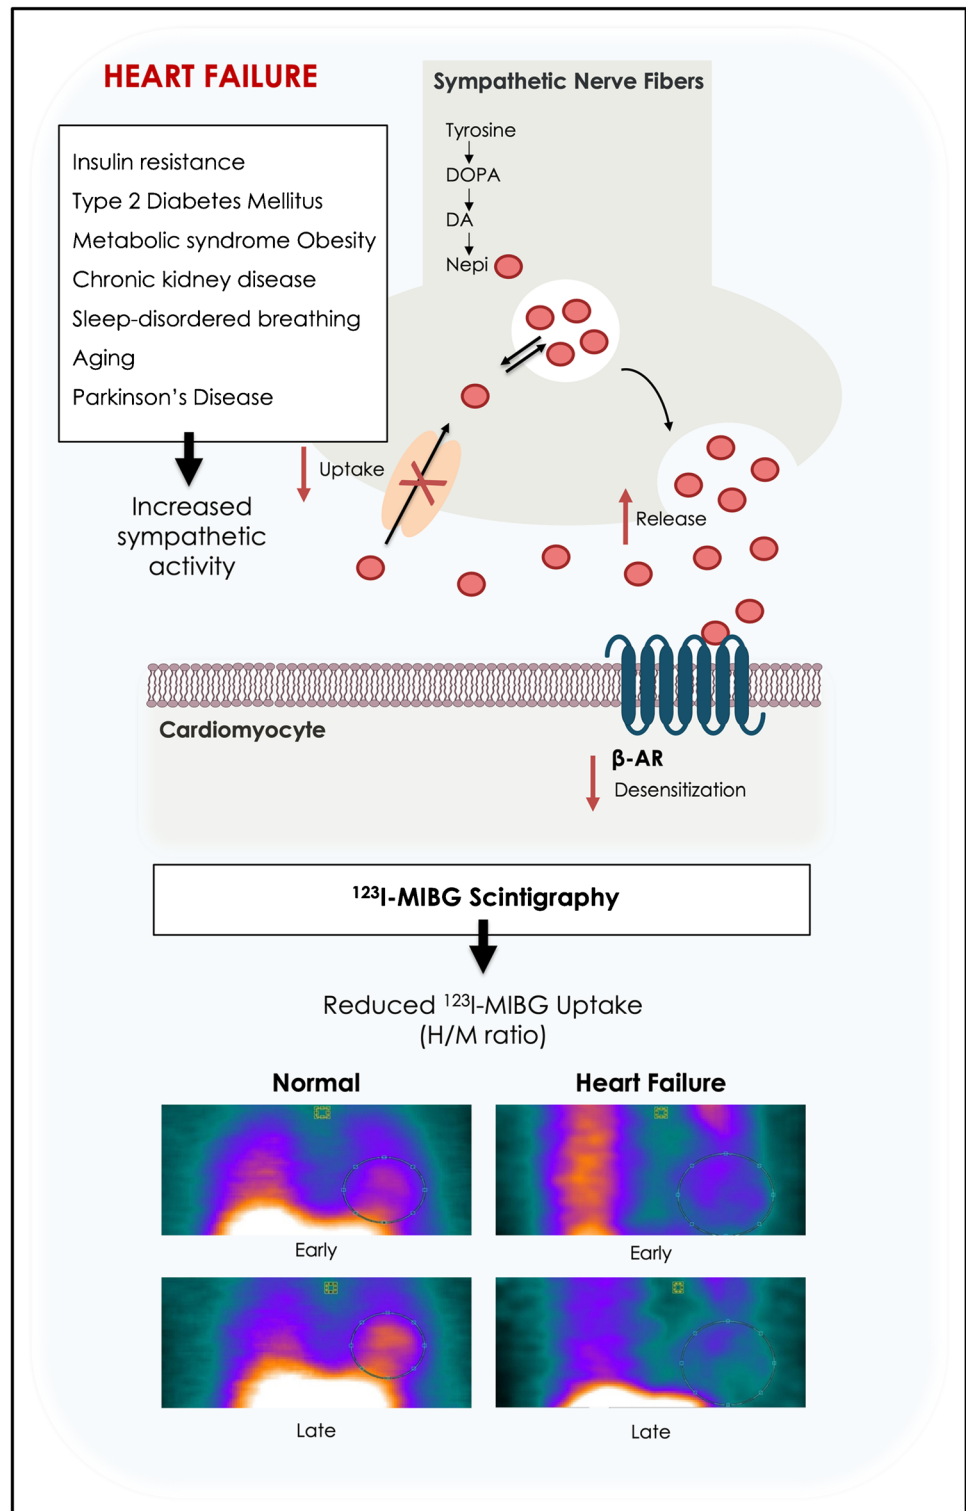 HEART FAILURE
Insulin resistance
Type 2 Diabetes Mellitus
Metabolic syndrome Obesity
Chronic kidney disease
Sleep-disordered breathing
Aging
Parkinson’s Disease
Increased
sympathetic
activity
Sympathetic Nerve Fibers
Tyrosine
DOPA
DA
Nepi
Uptake
Release
Cardiomyocyte
β-AR
Desensitization
¹²³I-MIBG Scintigraphy
Reduced ¹²³I-MIBG Uptake
(H/M ratio)
Normal
Heart Failure
Early
Early
Late
Late